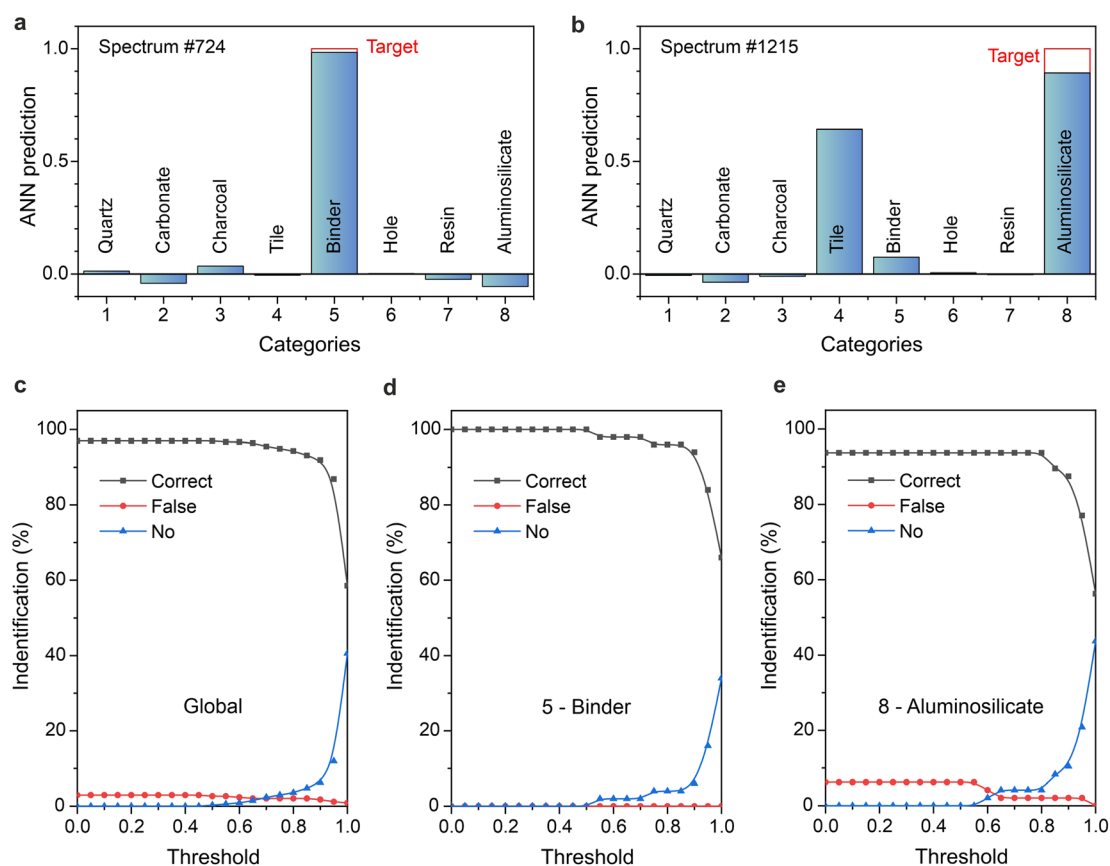 a
Spectrum #724
Target
1.0
0.5
0.0
ANN prediction
Quartz
Carbonate
Charcoal
Tile
Binder
Hole
Resin
Aluminosilicate
1 2 3 4 5 6 7 8
Categories
b
Spectrum #1215
Target
1.0
0.5
0.0
ANN prediction
Quartz
Carbonate
Charcoal
Tile
Binder
Hole
Resin
Aluminosilicate
1 2 3 4 5 6 7 8
Categories
c
100
80
60
40
20
0
Indentification (%)
Correct
False
No
Global
0.0 0.2 0.4 0.6 0.8 1.0
Threshold
d
100
80
60
40
20
0
Indentification (%)
Correct
False
No
5 - Binder
0.0 0.2 0.4 0.6 0.8 1.0
Threshold
e
100
80
60
40
20
0
Indentification (%)
Correct
False
No
8 - Aluminosilicate
0.0 0.2 0.4 0.6 0.8 1.0
Threshold